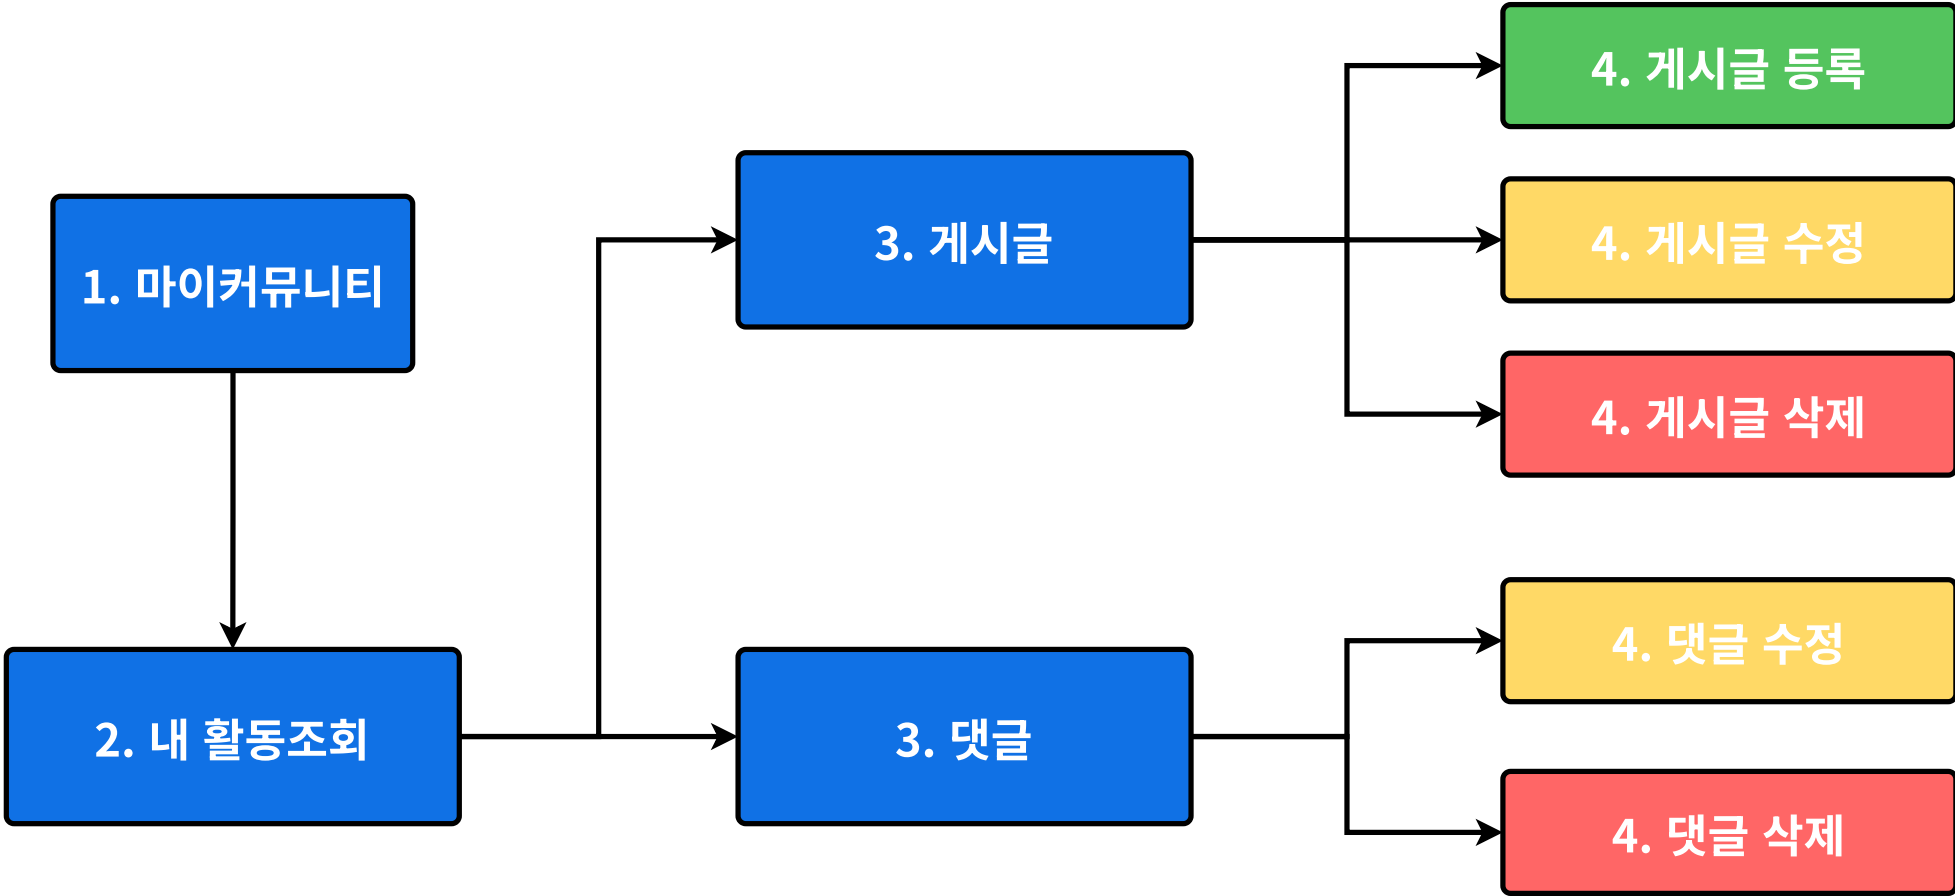 1. 마이커뮤니티
2. 내 활동조회
3. 게시글
3. 댓글
4. 게시글 등록
4. 게시글 수정
4. 게시글 삭제
4. 댓글 수정
4. 댓글 삭제